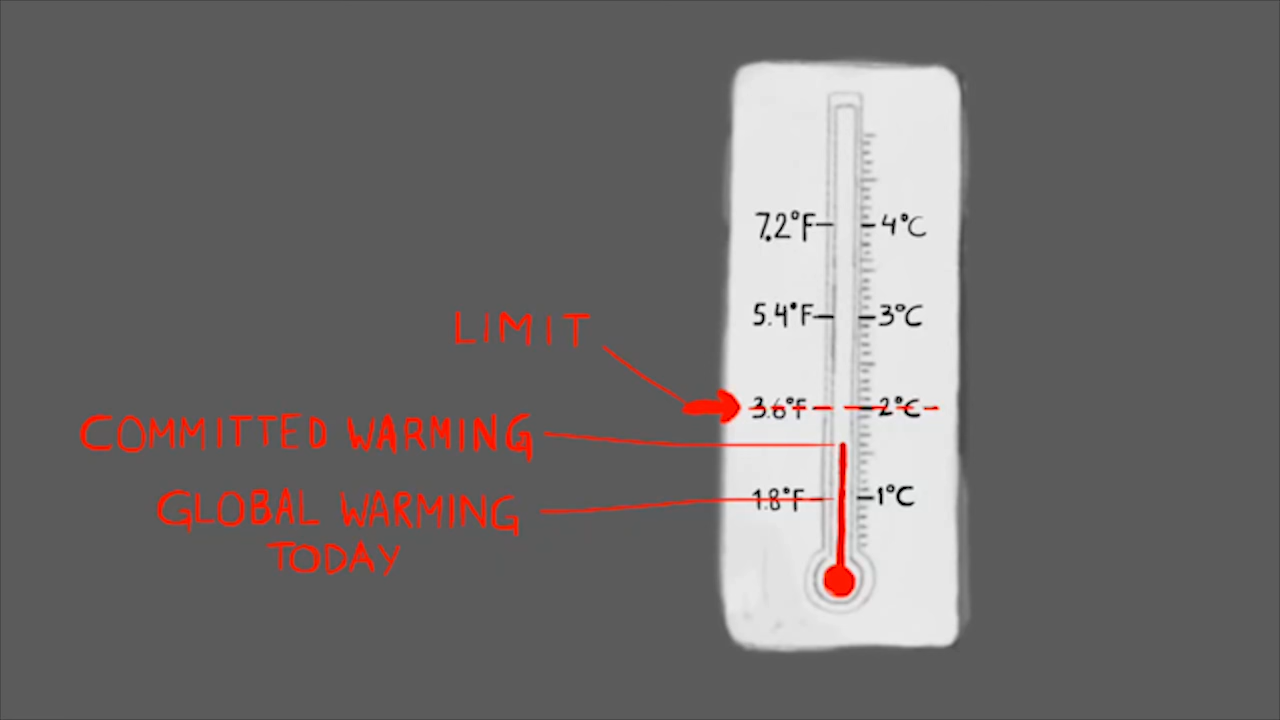 7.2°F 4°C
LIMIT 5.4°F 3°C
3.6°F 2°C
COMMITTED WARMING
GLOBAL WARMING 1.8°F 1°C
TODAY